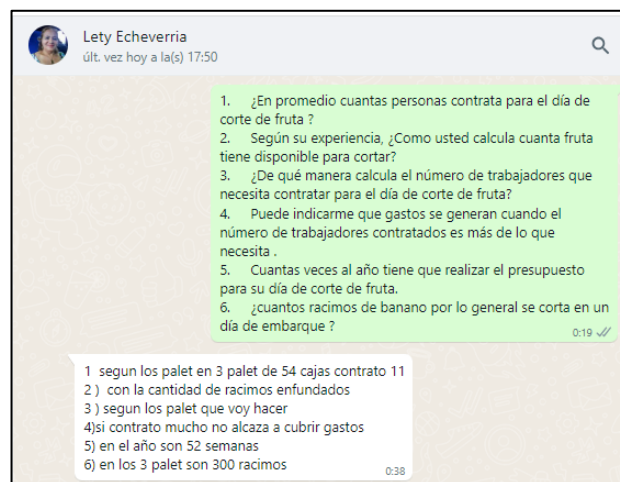 Lety Echeverria
últ. vez hoy a la(s) 17:50
1. ¿En promedio cuantas personas contrata para el día de
corte de fruta ?
2. Según su experiencia, ¿Como usted calcula cuanta fruta
tiene disponible para cortar?
3. ¿De qué manera calcula el número de trabajadores que
necesita contratar para el día de corte de fruta?
4. Puede indicarme que gastos se generan cuando el
número de trabajadores contratados es más de lo que
necesita .
5. Cuantas veces al año tiene que realizar el presupuesto
para su día de corte de fruta.
6. ¿cuantos racimos de banano por lo general se corta en un
día de embarque ?
0:19
1 segun los palet en 3 palet de 54 cajas contrato 11
2 ) con la cantidad de racimos enfundados
3 ) segun los palet que voy hacer
4)si contrato mucho no alcaza a cubrir gastos
5) en el año son 52 semanas
6) en los 3 palet son 300 racimos
0:38